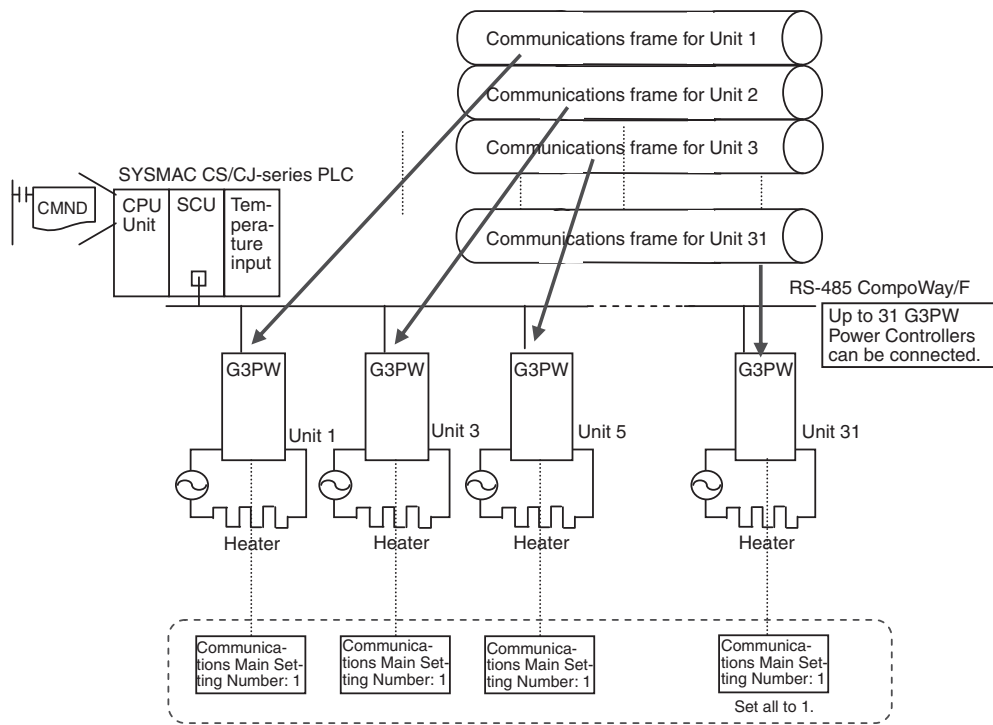 Communications frame for Unit 1
Communications frame for Unit 2
Communications frame for Unit 3
SYSMAC CS/CJ-series PLC
CMND
CPU
Unit
SCU
Tem-
pera-
ture
input
Communications frame for Unit 31
RS-485 CompoWay/F
Up to 31 G3PW
Power Controllers
can be connected.
G3PW
G3PW
G3PW
G3PW
Unit 1
Unit 3
Unit 5
Unit 31
Heater
Heater
Heater
Heater
Communica-
tions Main Set-
ting Number: 1
Communica-
tions Main Set-
ting Number: 1
Communica-
tions Main Set-
ting Number: 1
Communica-
tions Main Set-
ting Number: 1
Set all to 1.